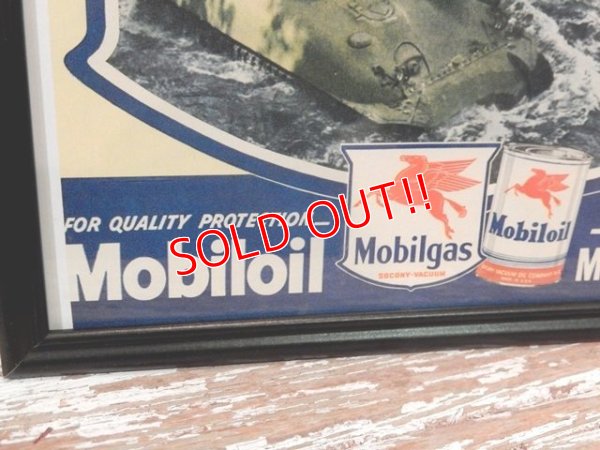 FOR QUALITY PROTECTION
Mobiloil
SOLD OUT!!
Mobilgas
SOCONY-VACUUM
Mobiloil